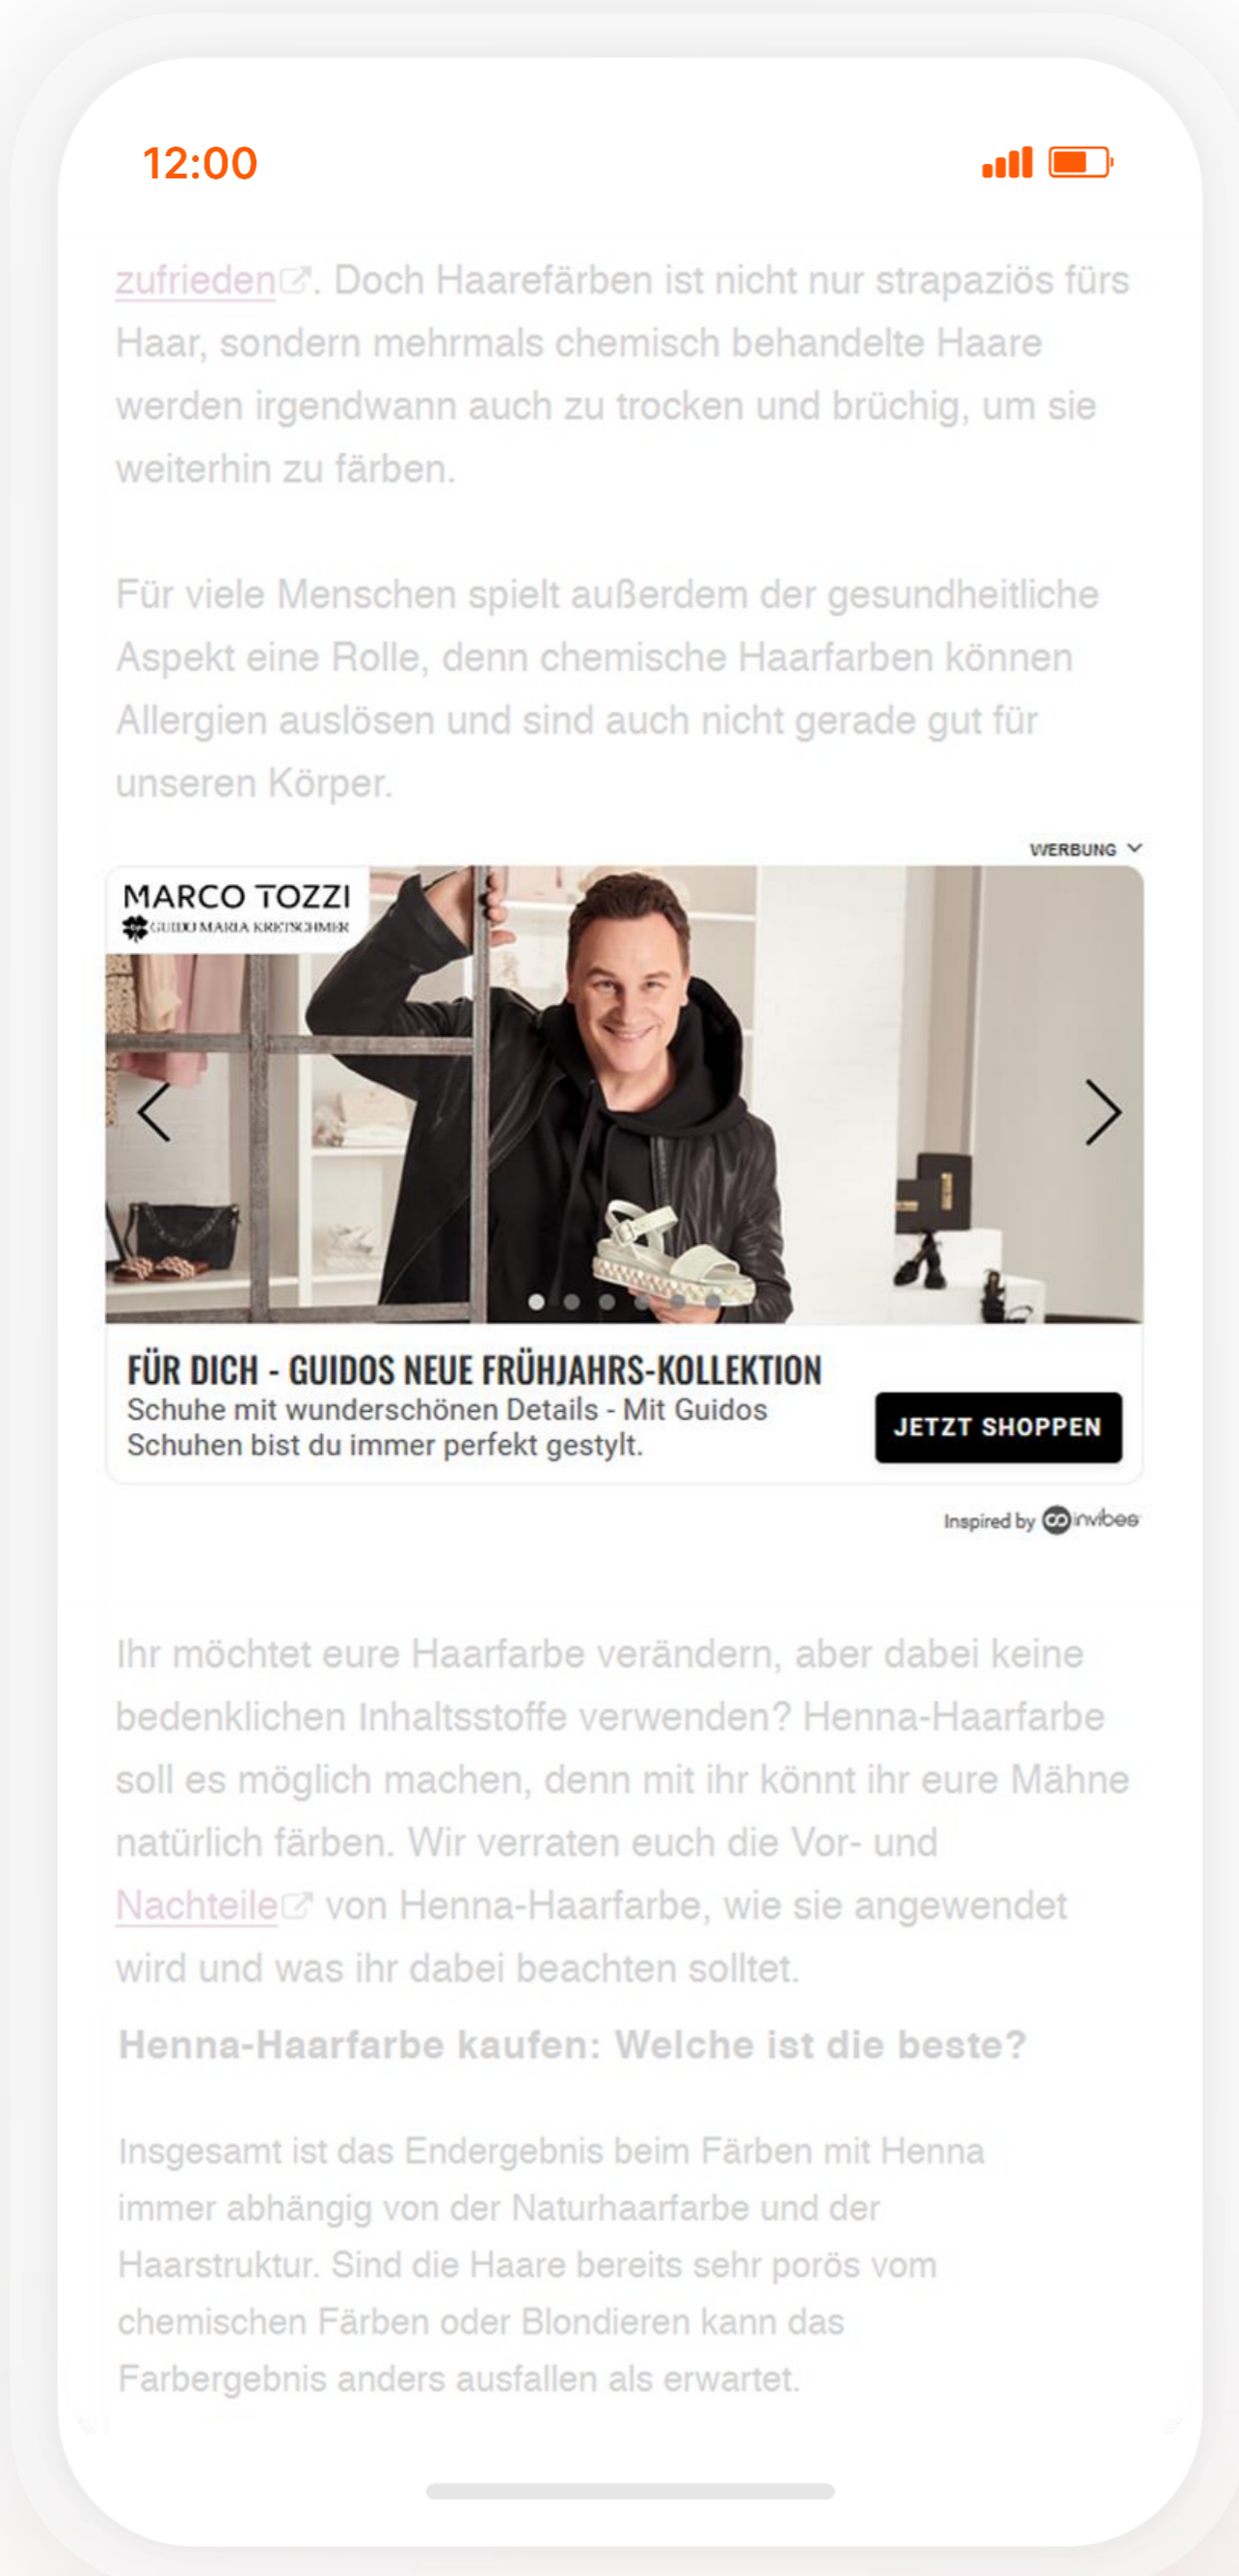 12:00
zufrieden. Doch Haarefärben ist nicht nur strapaziös fürs
Haar, sondern mehrmals chemisch behandelte Haare
werden irgendwann auch zu trocken und brüchig, um sie
weiterhin zu färben.
Für viele Menschen spielt außerdem der gesundheitliche
Aspekt eine Rolle, denn chemische Haarfarben können
Allergien auslösen und sind auch nicht gerade gut für
unseren Körper.
WERBUNG
MARCO TOZZI
GUIDO MARIA KRETSCHMER
FÜR DICH - GUIDOS NEUE FRÜHJAHRS-KOLLEKTION
Schuhe mit wunderschönen Details - Mit Guidos
Schuhen bist du immer perfekt gestylt.
JETZT SHOPPEN
Inspired by invibes
Ihr möchtet eure Haarfarbe verändern, aber dabei keine
bedenklichen Inhaltsstoffe verwenden? Henna-Haarfarbe
soll es möglich machen, denn mit ihr könnt ihr eure Mähne
natürlich färben. Wir verraten euch die Vor- und
Nachteile von Henna-Haarfarbe, wie sie angewendet
wird und was ihr dabei beachten solltet.
Henna-Haarfarbe kaufen: Welche ist die beste?
Insgesamt ist das Endergebnis beim Färben mit Henna
immer abhängig von der Naturhaarfarbe und der
Haarstruktur. Sind die Haare bereits sehr porös vom
chemischen Färben oder Blondieren kann das
Farbergebnis anders ausfallen als erwartet.